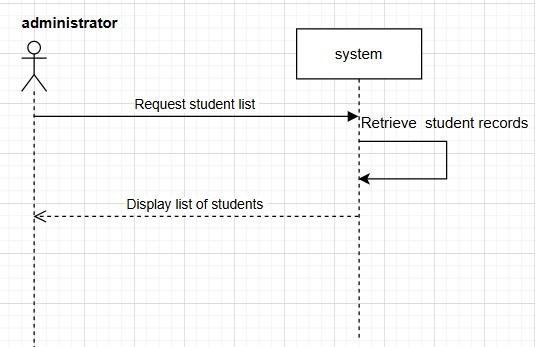 administrator
system
Request student list
Retrieve  student records
Display list of students